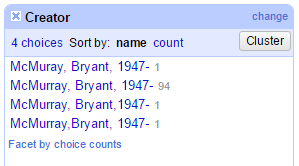 Creator change
4 choices Sort by: name count Cluster
McMuray, Bryant, 1947- 1
McMurray, Bryant, 1947- 94
McMurray, Bryant,1947- 1
McMurray,Bryant, 1947- 1
Facet by choice counts